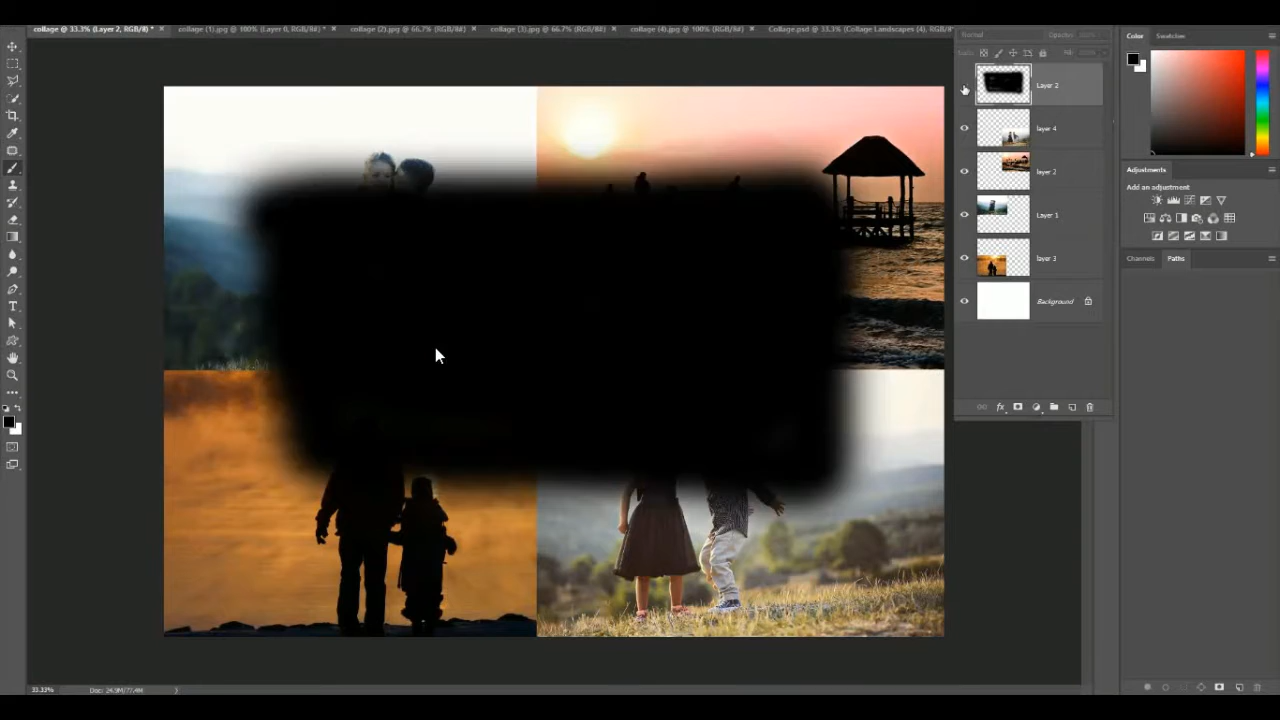 collage @ 33.3% (Layer 2, RGB/8) * ×
collage (1).jpg @ 100% (Layer 0, RGB/8) * ×
collage (2).jpg @ 66.7% (RGB/8) ×
collage (3).jpg @ 66.7% (RGB/8) ×
collage (4).jpg @ 100% (RGB/8) ×
Collage.psd @ 33.3% (Collage Landscapes (4), RGB/8)
Normal
Opacity:
Layer 2
layer 4
layer 2
Layer 1
layer 3
Background
fx
Color
Swatches
Adjustments
Add an adjustment
Channels
Paths
T
33.33%
Doc: 24.9M/77.4M